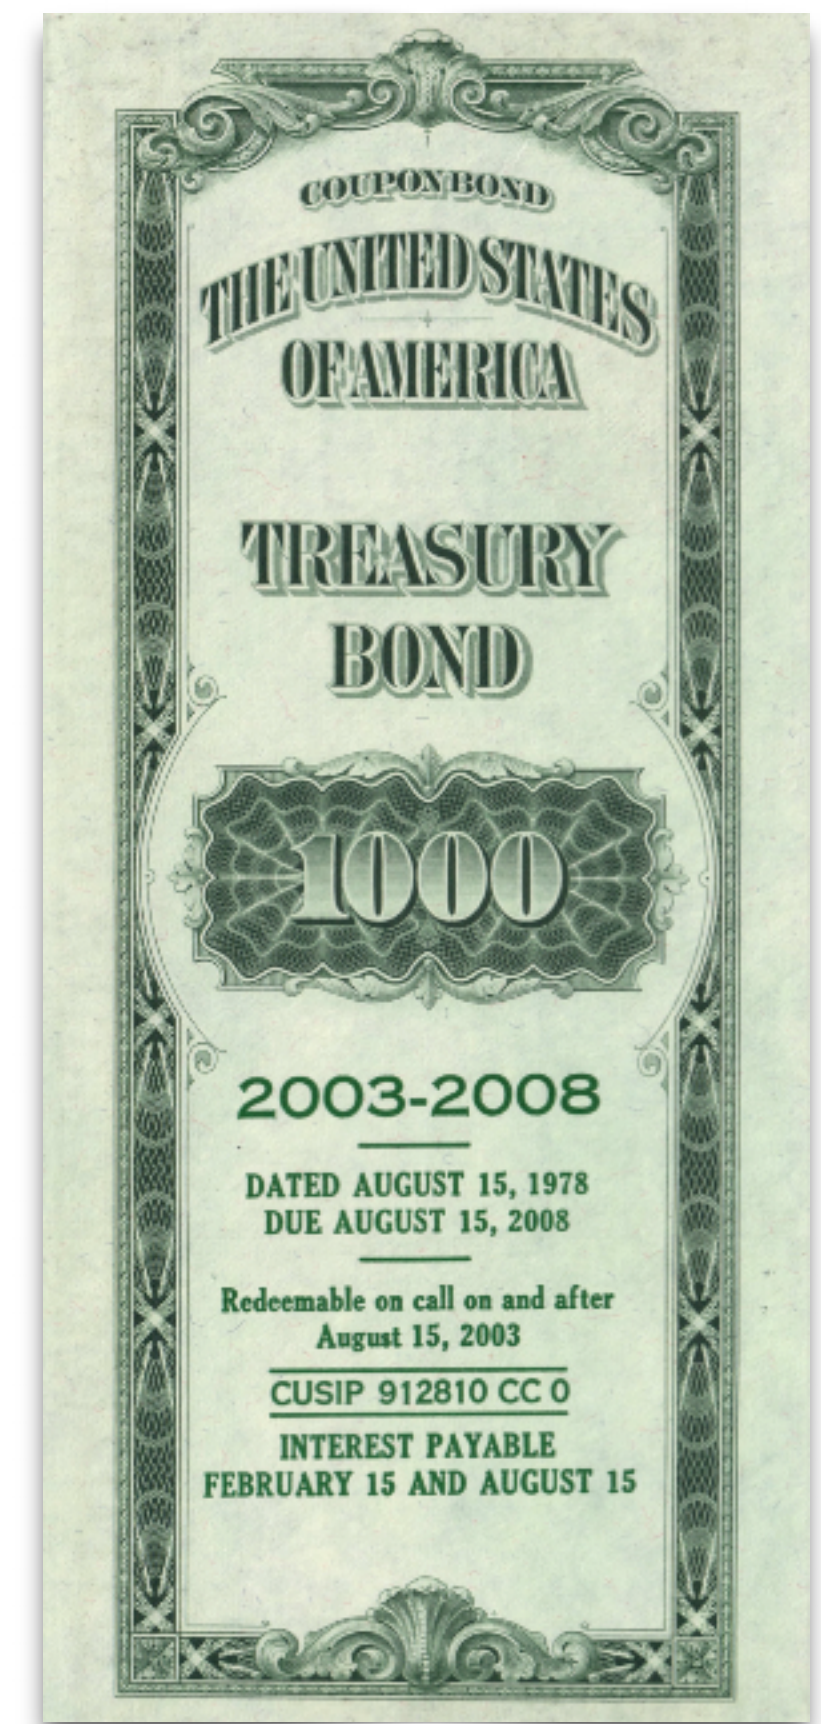 COUPON BOND
THE UNITED STATES
OF AMERICA
TREASURY
BOND
1000
2003-2008
DATED AUGUST 15, 1978
DUE AUGUST 15, 2008
Redeemable on call on and after
August 15, 2003
CUSIP 912810 CC 0
INTEREST PAYABLE
FEBRUARY 15 AND AUGUST 15